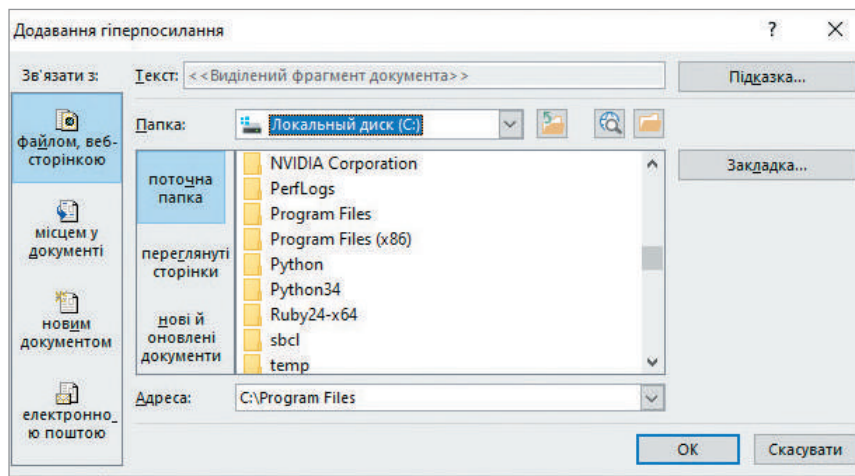 Додавання гіперпосилання ?
Зв'язати з:
Текст: <<Виділений фрагмент документа>>
Підказка...
файлом, веб-
сторінкою
місцем у
документі
новим
документом
електронно_
ю поштою
Папка: Локальный диск (C:)
поточна
папка
переглянуті
сторінки
нові й
оновлені
документи
NVIDIA Corporation
PerfLogs
Program Files
Program Files (x86)
Python
Python34
Ruby24-x64
sbcl
temp
Закладка...
Адреса: C:\Program Files
OK Скасувати